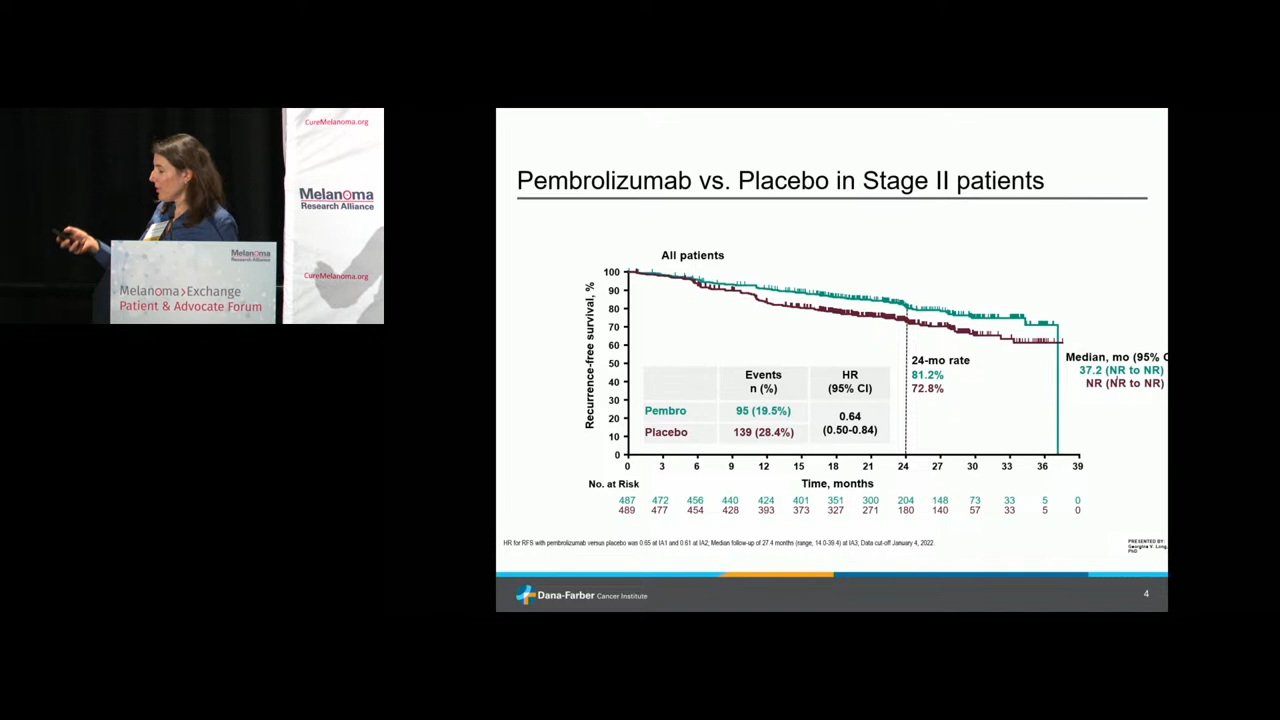 CureMelanoma.org
Melanoma
Research Alliance
CureMelanoma.org
Melanoma
Research Alliance
Melanoma>Exchange
Patient & Advocate Forum
Pembrolizumab vs. Placebo in Stage II patients
All patients
Recurrence-free survival, %
100
90
80
70
60
50
40
30
20
10
0
Events
n (%)
HR
(95% CI)
Pembro 95 (19.5%)
Placebo 139 (28.4%)
0.64
(0.50-0.84)
24-mo rate
81.2%
72.8%
Median, mo (95% C
37.2 (NR to NR)
NR (NR to NR)
0 3 6 9 12 15 18 21 24 27 30 33 36 39
No. at Risk
Time, months
487 472 456 440 424 401 351 300 204 148 73 33 5 0
489 477 454 428 393 373 327 271 180 140 57 33 5 0
HR for RFS with pembrolizumab versus placebo was 0.65 at IA1 and 0.61 at IA2; Median follow-up of 27.4 months (range, 14.0-39.4) at IA3; Data cut-off January 4, 2022.
PRESENTED BY:
Georgina V. Long,
PhD
Dana-Farber Cancer Institute
4